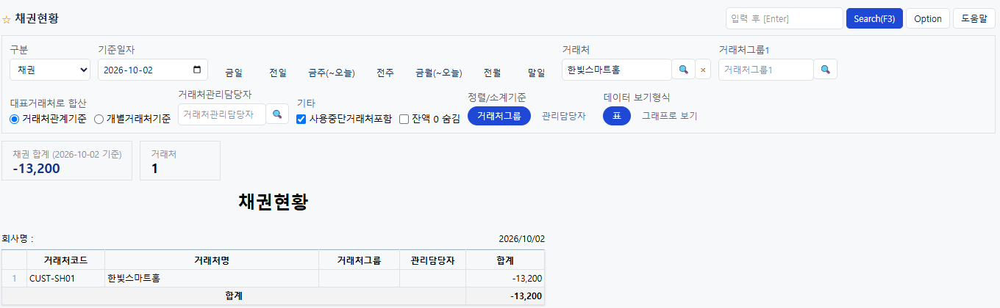 ☆ 채권현황 입력 후 [Enter] Search(F3) Option 도움말
구분 기준일자 거래처 거래처그룹1
채권 2026-10-02 금일 전일 금주(~오늘) 전주 금월(~오늘) 전월 말일 한빛스마트홈 × 거래처그룹1
대표거래처로 합산 거래처관리담당자 기타 정렬/소계기준 데이터 보기형식
거래처관계기준 개별거래처기준 거래처관리담당자 사용중단거래처포함 잔액 0 숨김 거래처그룹 관리담당자 표 그래프로 보기
채권 합계 (2026-10-02 기준) 거래처
-13,200 1
채권현황
회사명 : 2026/10/02
거래처코드 거래처명 거래처그룹 관리담당자 합계
1 CUST-SH01 한빛스마트홈 -13,200
합계 -13,200